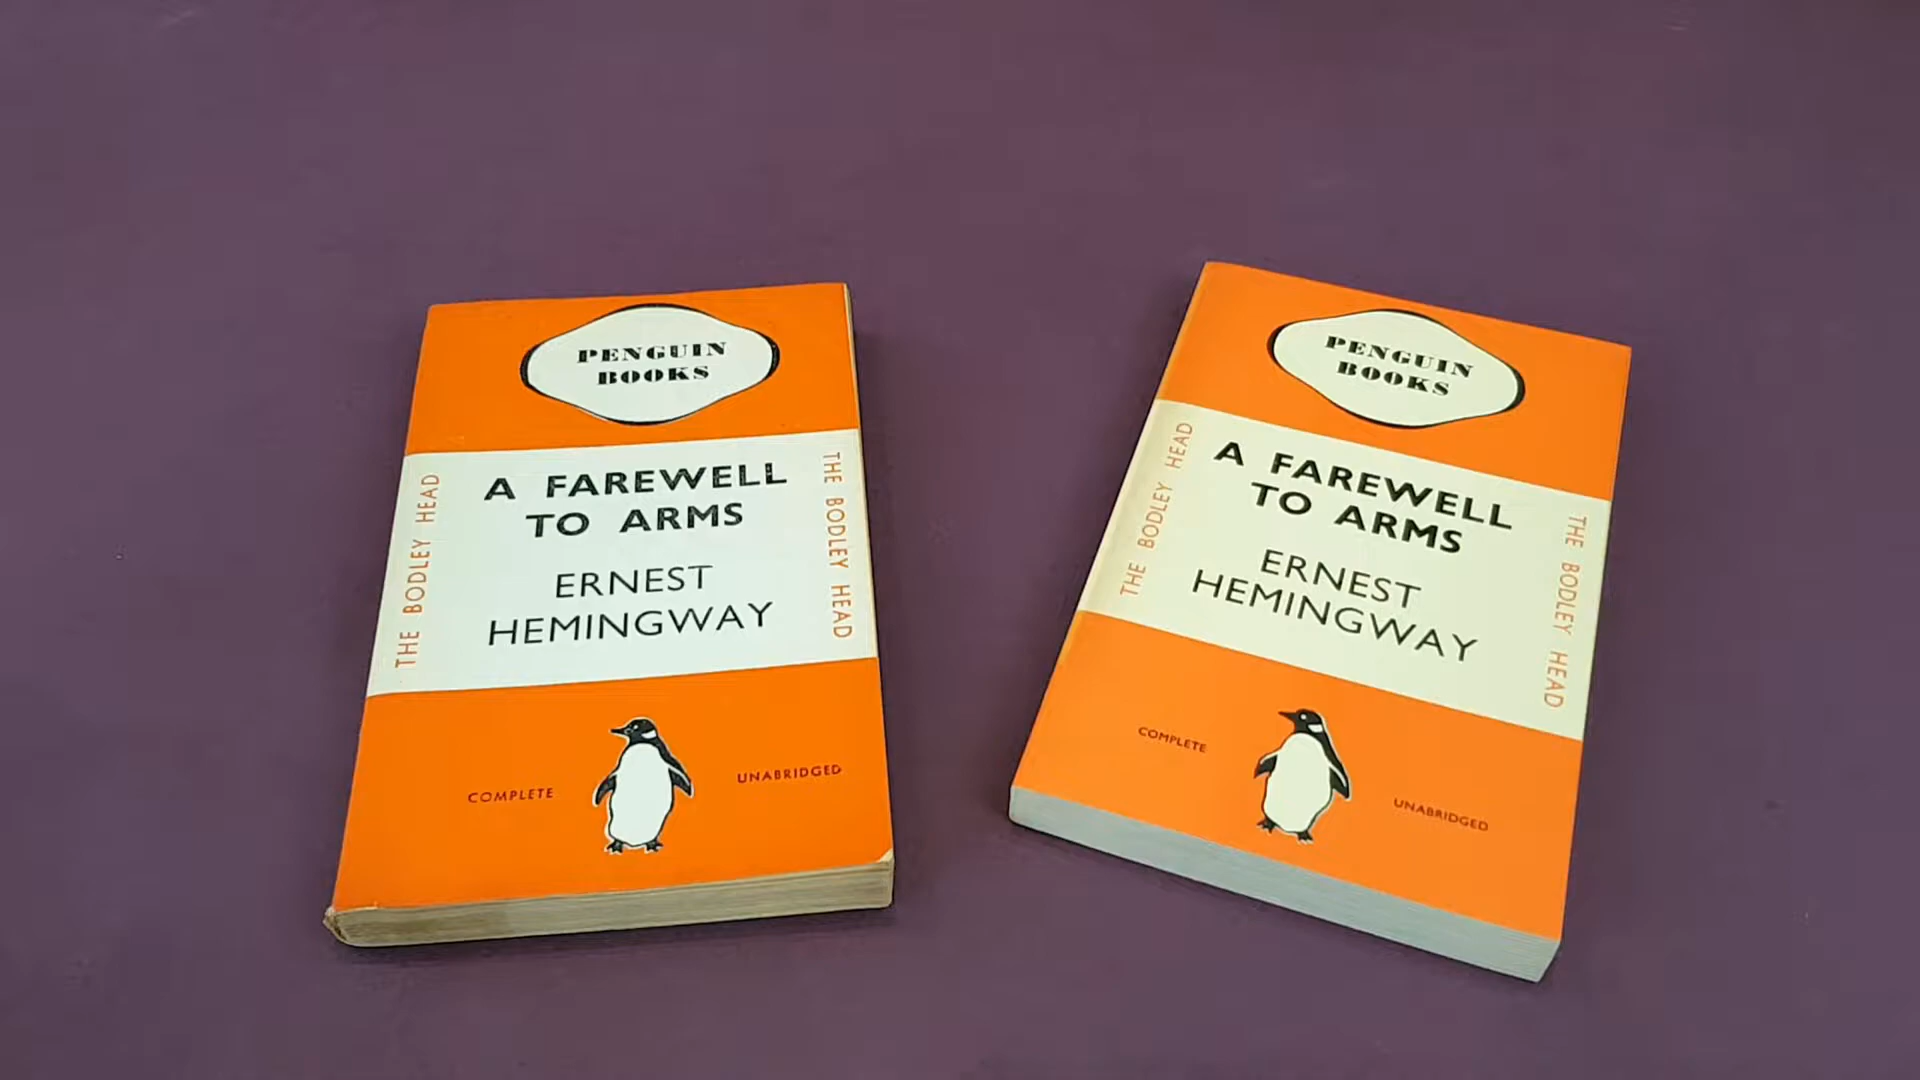 PENGUIN
BOOKS
A FAREWELL
TO ARMS
ERNEST
HEMINGWAY
THE BODLEY HEAD
THE BODLEY HEAD
COMPLETE
UNABRIDGED
PENGUIN
BOOKS
A FAREWELL
TO ARMS
ERNEST
HEMINGWAY
THE BODLEY HEAD
THE BODLEY HEAD
COMPLETE
UNABRIDGED